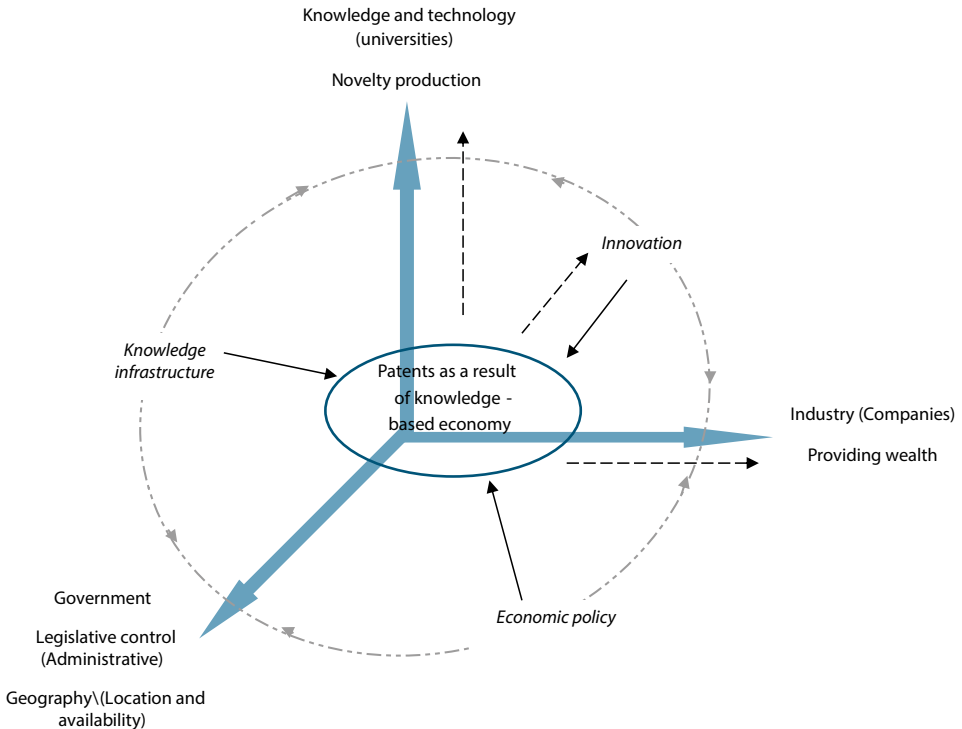 Knowledge and technology
(universities)
Novelty production
Innovation
Knowledge
infrastructure
Patents as a result
of knowledge -
based economy
Industry (Companies)
Providing wealth
Economic policy
Government
Legislative control
(Administrative)
Geography\(Location and
availability)